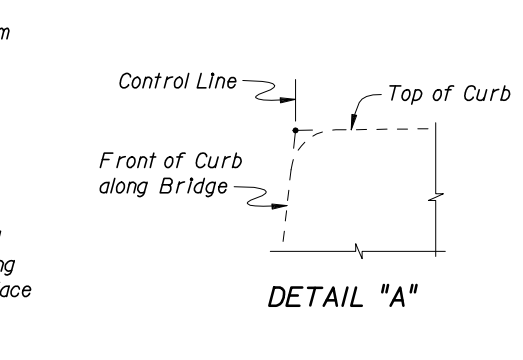 m
Control Line
Top of Curb
Front of Curb
along Bridge
ng
ace
DETAIL "A"